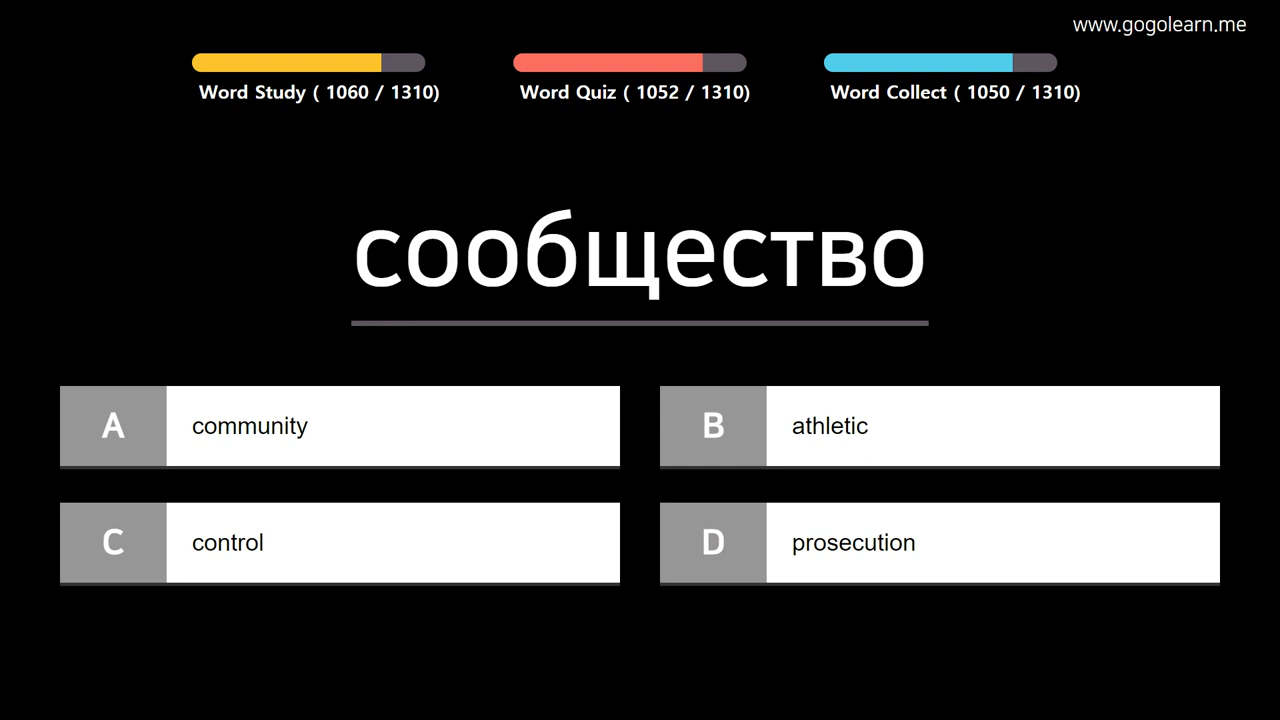 www.gogolearn.me
Word Study ( 1060 / 1310)
Word Quiz ( 1052 / 1310)
Word Collect ( 1050 / 1310)
сообщество
A community
B athletic
C control
D prosecution